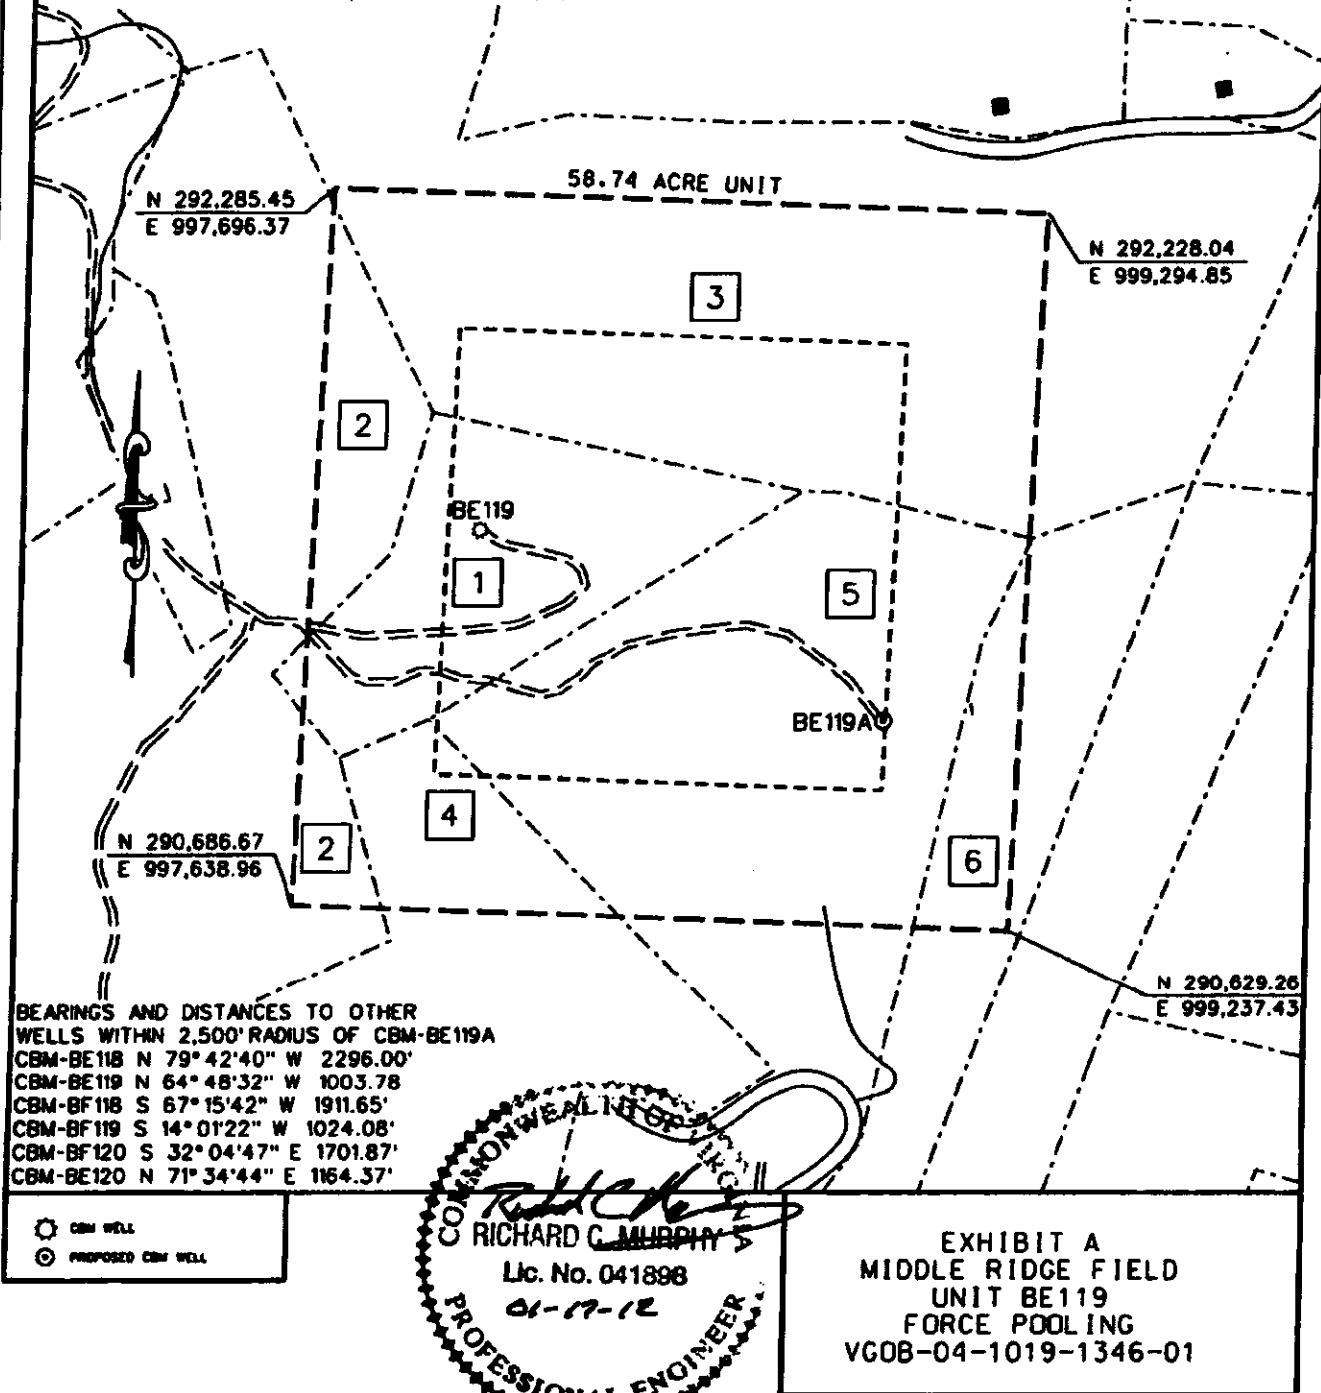 58.74 ACRE UNIT
N 292,285.45
E 997,696.37
N 292,228.04
E 999,294.85
3
2
BE119
1
5
BE119A
4
2
6
N 290,686.67
E 997,638.96
N 290,629.26
E 999,237.43
BEARINGS AND DISTANCES TO OTHER
WELLS WITHIN 2,500' RADIUS OF CBM-BE119A
CBM-BE118 N 79°42'40" W 2296.00'
CBM-BE119 N 64°48'32" W 1003.78
CBM-BF118 S 67°15'42" W 1911.65'
CBM-BF119 S 14°01'22" W 1024.08'
CBM-BF120 S 32°04'47" E 1701.87'
CBM-BE120 N 71°34'44" E 1164.37'
CBM WELL
PROPOSED CBM WELL
COMMONWEALTH OF VIRGINIA
RICHARD C. MURPHY
Lic. No. 041898
01-17-12
PROFESSIONAL ENGINEER
EXHIBIT A
MIDDLE RIDGE FIELD
UNIT BE119
FORCE POOLING
VGOB-04-1019-1346-01